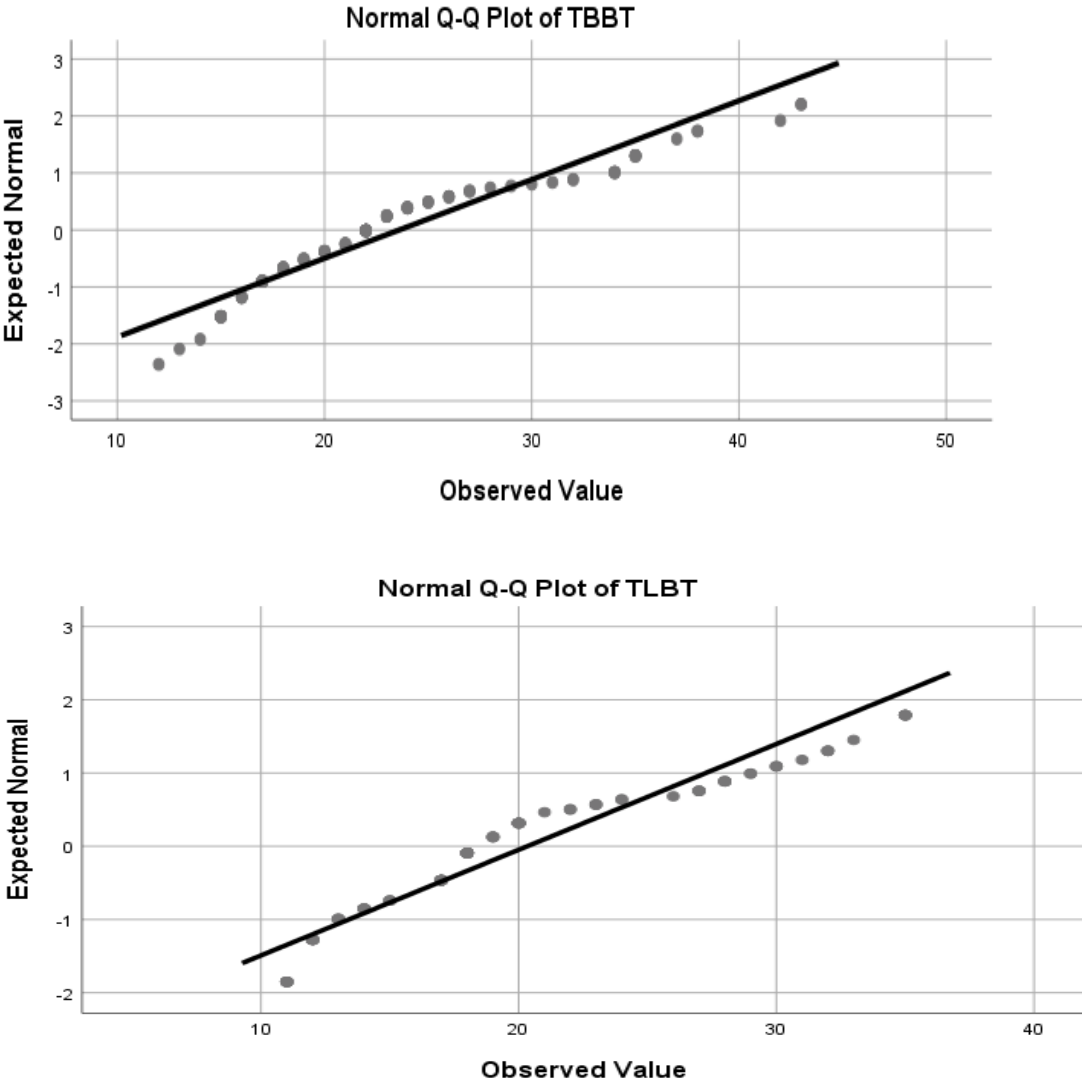 Normal Q-Q Plot of TBBT
3
2
1
0
-1
-2
-3
Expected Normal
10 20 30 40 50
Observed Value
Normal Q-Q Plot of TLBT
3
2
1
0
-1
-2
Expected Normal
10 20 30 40
Observed Value